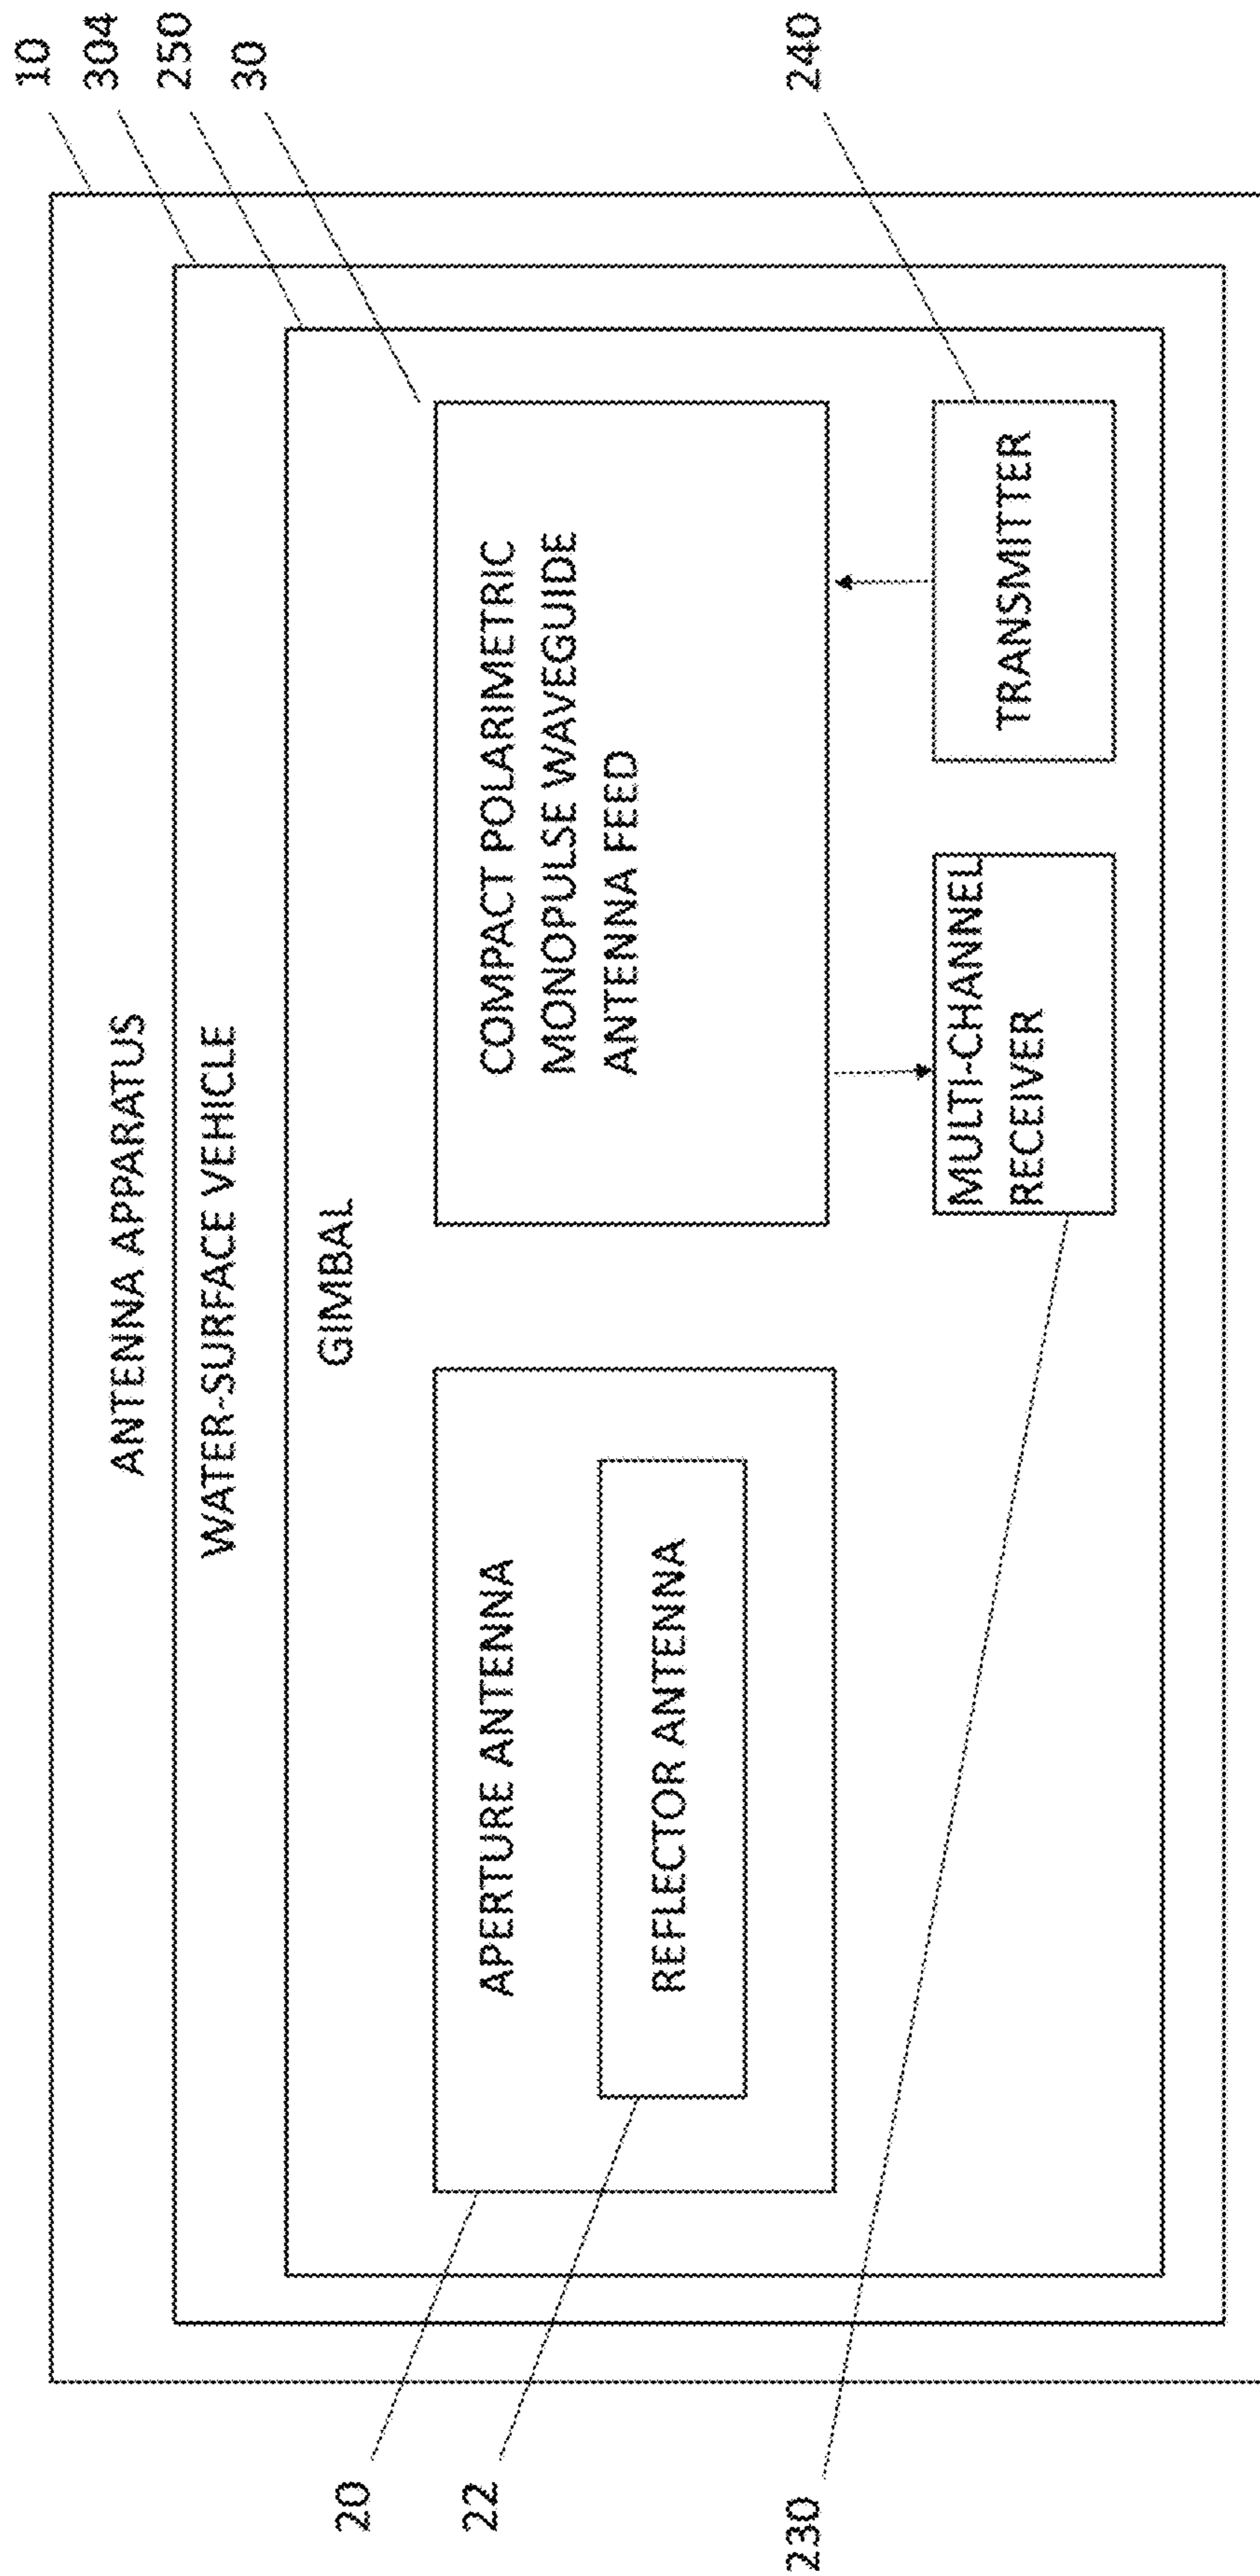 ANTENNA APPARATUS
WATER-SURFACE VEHICLE
GIMBAL
APERTURE ANTENNA
REFLECTOR ANTENNA
COMPACT POLARIMETRIC
MONOPULSE WAVEGUIDE
ANTENNA FEED
MULTI-CHANNEL
RECEIVER
TRANSMITTER
10
304
250
30
240
20
22
230